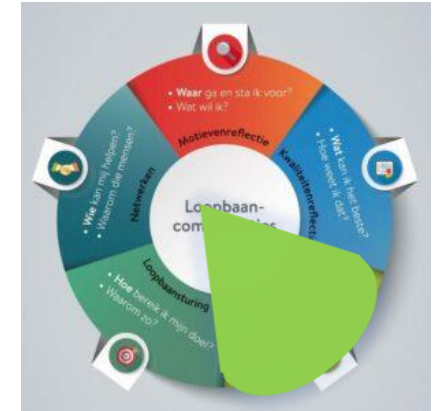 • Waar ga en sta ik voor?
• Wat wil ik?
Motievenreflectie
• Wat kan ik het beste?
• Hoe weet ik dat?
Kwaliteitenreflectie
Loopbaan-
• Hoe bereik ik mijn doel?
• Waarom zo?
Loopbaansturing
• Wie kan mij helpen?
• Waarom die mensen?
Netwerken